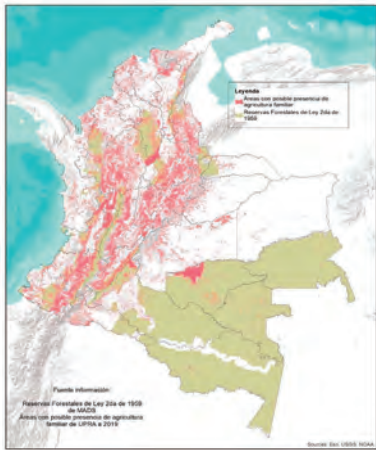 Leyenda
Áreas con posible presencia de
agricultura familiar
Reservas Forestales de Ley 2da de
1959
Fuente información:
Reservas Forestales de Ley 2da de 1959
de MADS
Áreas con posible presencia de agricultura
familiar de UPRA a 2019
Sources: Esri, USGS, NOAA